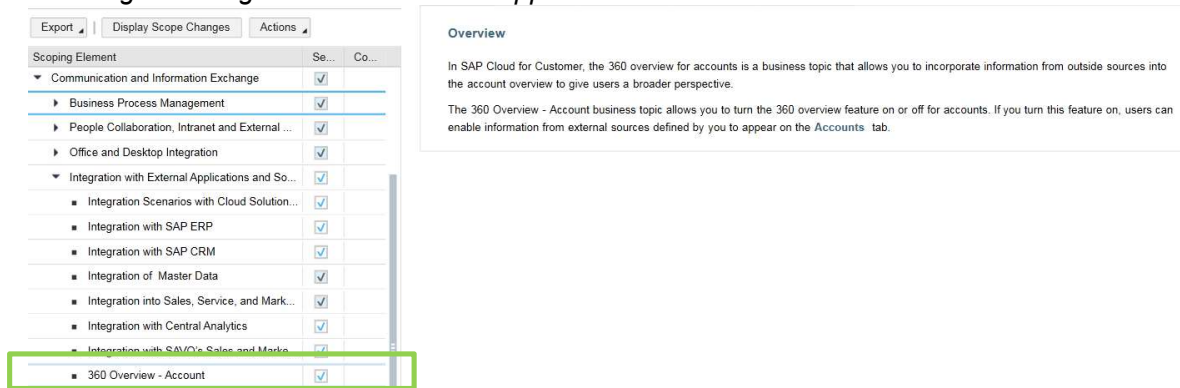 Export Display Scope Changes Actions
Scoping Element Se... Co...
Communication and Information Exchange
Business Process Management
People Collaboration, Intranet and External ...
Office and Desktop Integration
Integration with External Applications and So...
Integration Scenarios with Cloud Solution...
Integration with SAP ERP
Integration with SAP CRM
Integration of Master Data
Integration into Sales, Service, and Mark...
Integration with Central Analytics
Integration with SAVO's Sales and Marke...
360 Overview - Account
Overview
In SAP Cloud for Customer, the 360 overview for accounts is a business topic that allows you to incorporate information from outside sources into
the account overview to give users a broader perspective.
The 360 Overview - Account business topic allows you to turn the 360 overview feature on or off for accounts. If you turn this feature on, users can
enable information from external sources defined by you to appear on the Accounts tab.